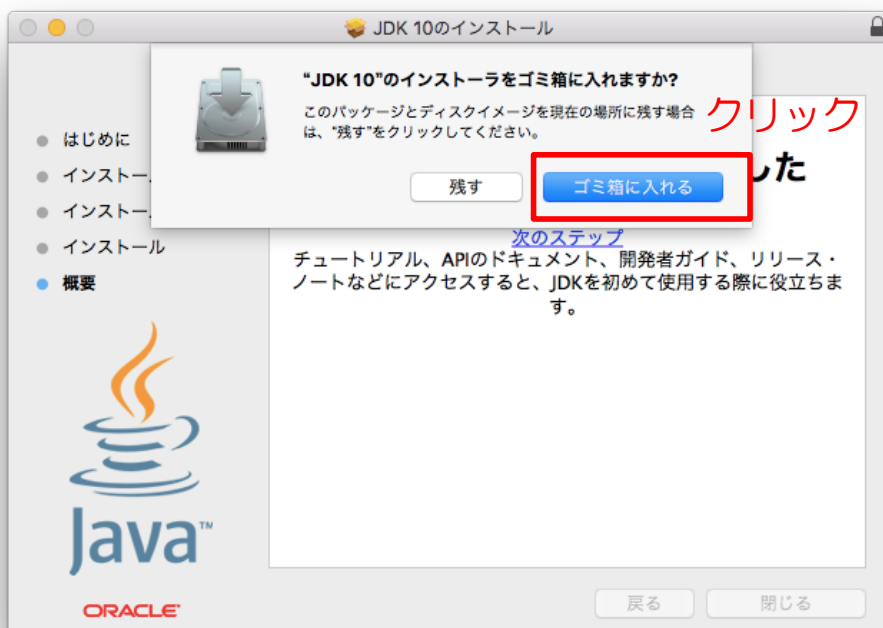 JDK 10のインストール
“JDK 10”のインストーラをゴミ箱に入れますか?
このパッケージとディスクイメージを現在の場所に残す場合
は、“残す”をクリックしてください。
クリック
残す
ゴミ箱に入れる
した
はじめに
インストー
インストー
インストール
概要
次のステップ
チュートリアル、APIのドキュメント、開発者ガイド、リリース・
ノートなどにアクセスすると、JDKを初めて使用する際に役立ちま
す。
Java™
ORACLE®
戻る
閉じる